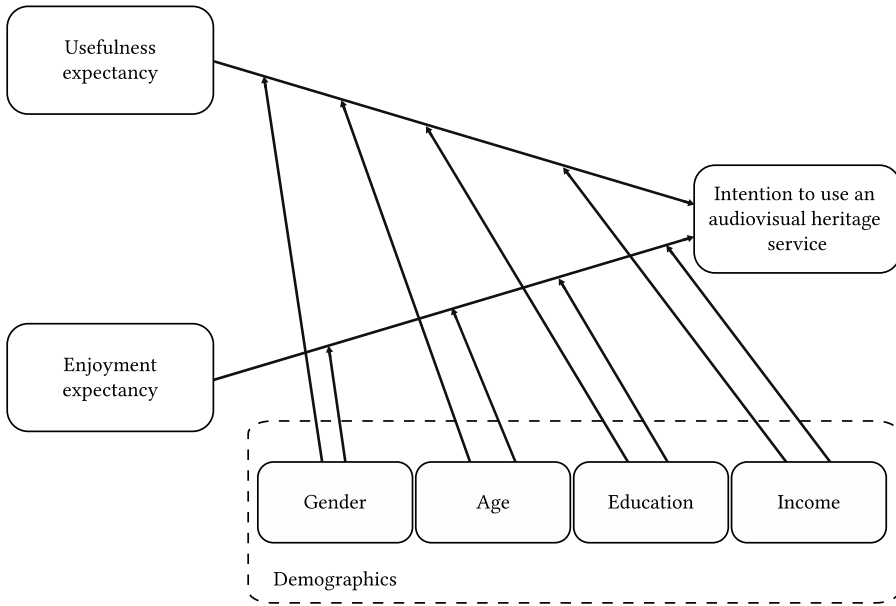 Usefulness
expectancy
Intention to use an
audiovisual heritage
service
Enjoyment
expectancy
Gender
Age
Education
Income
Demographics